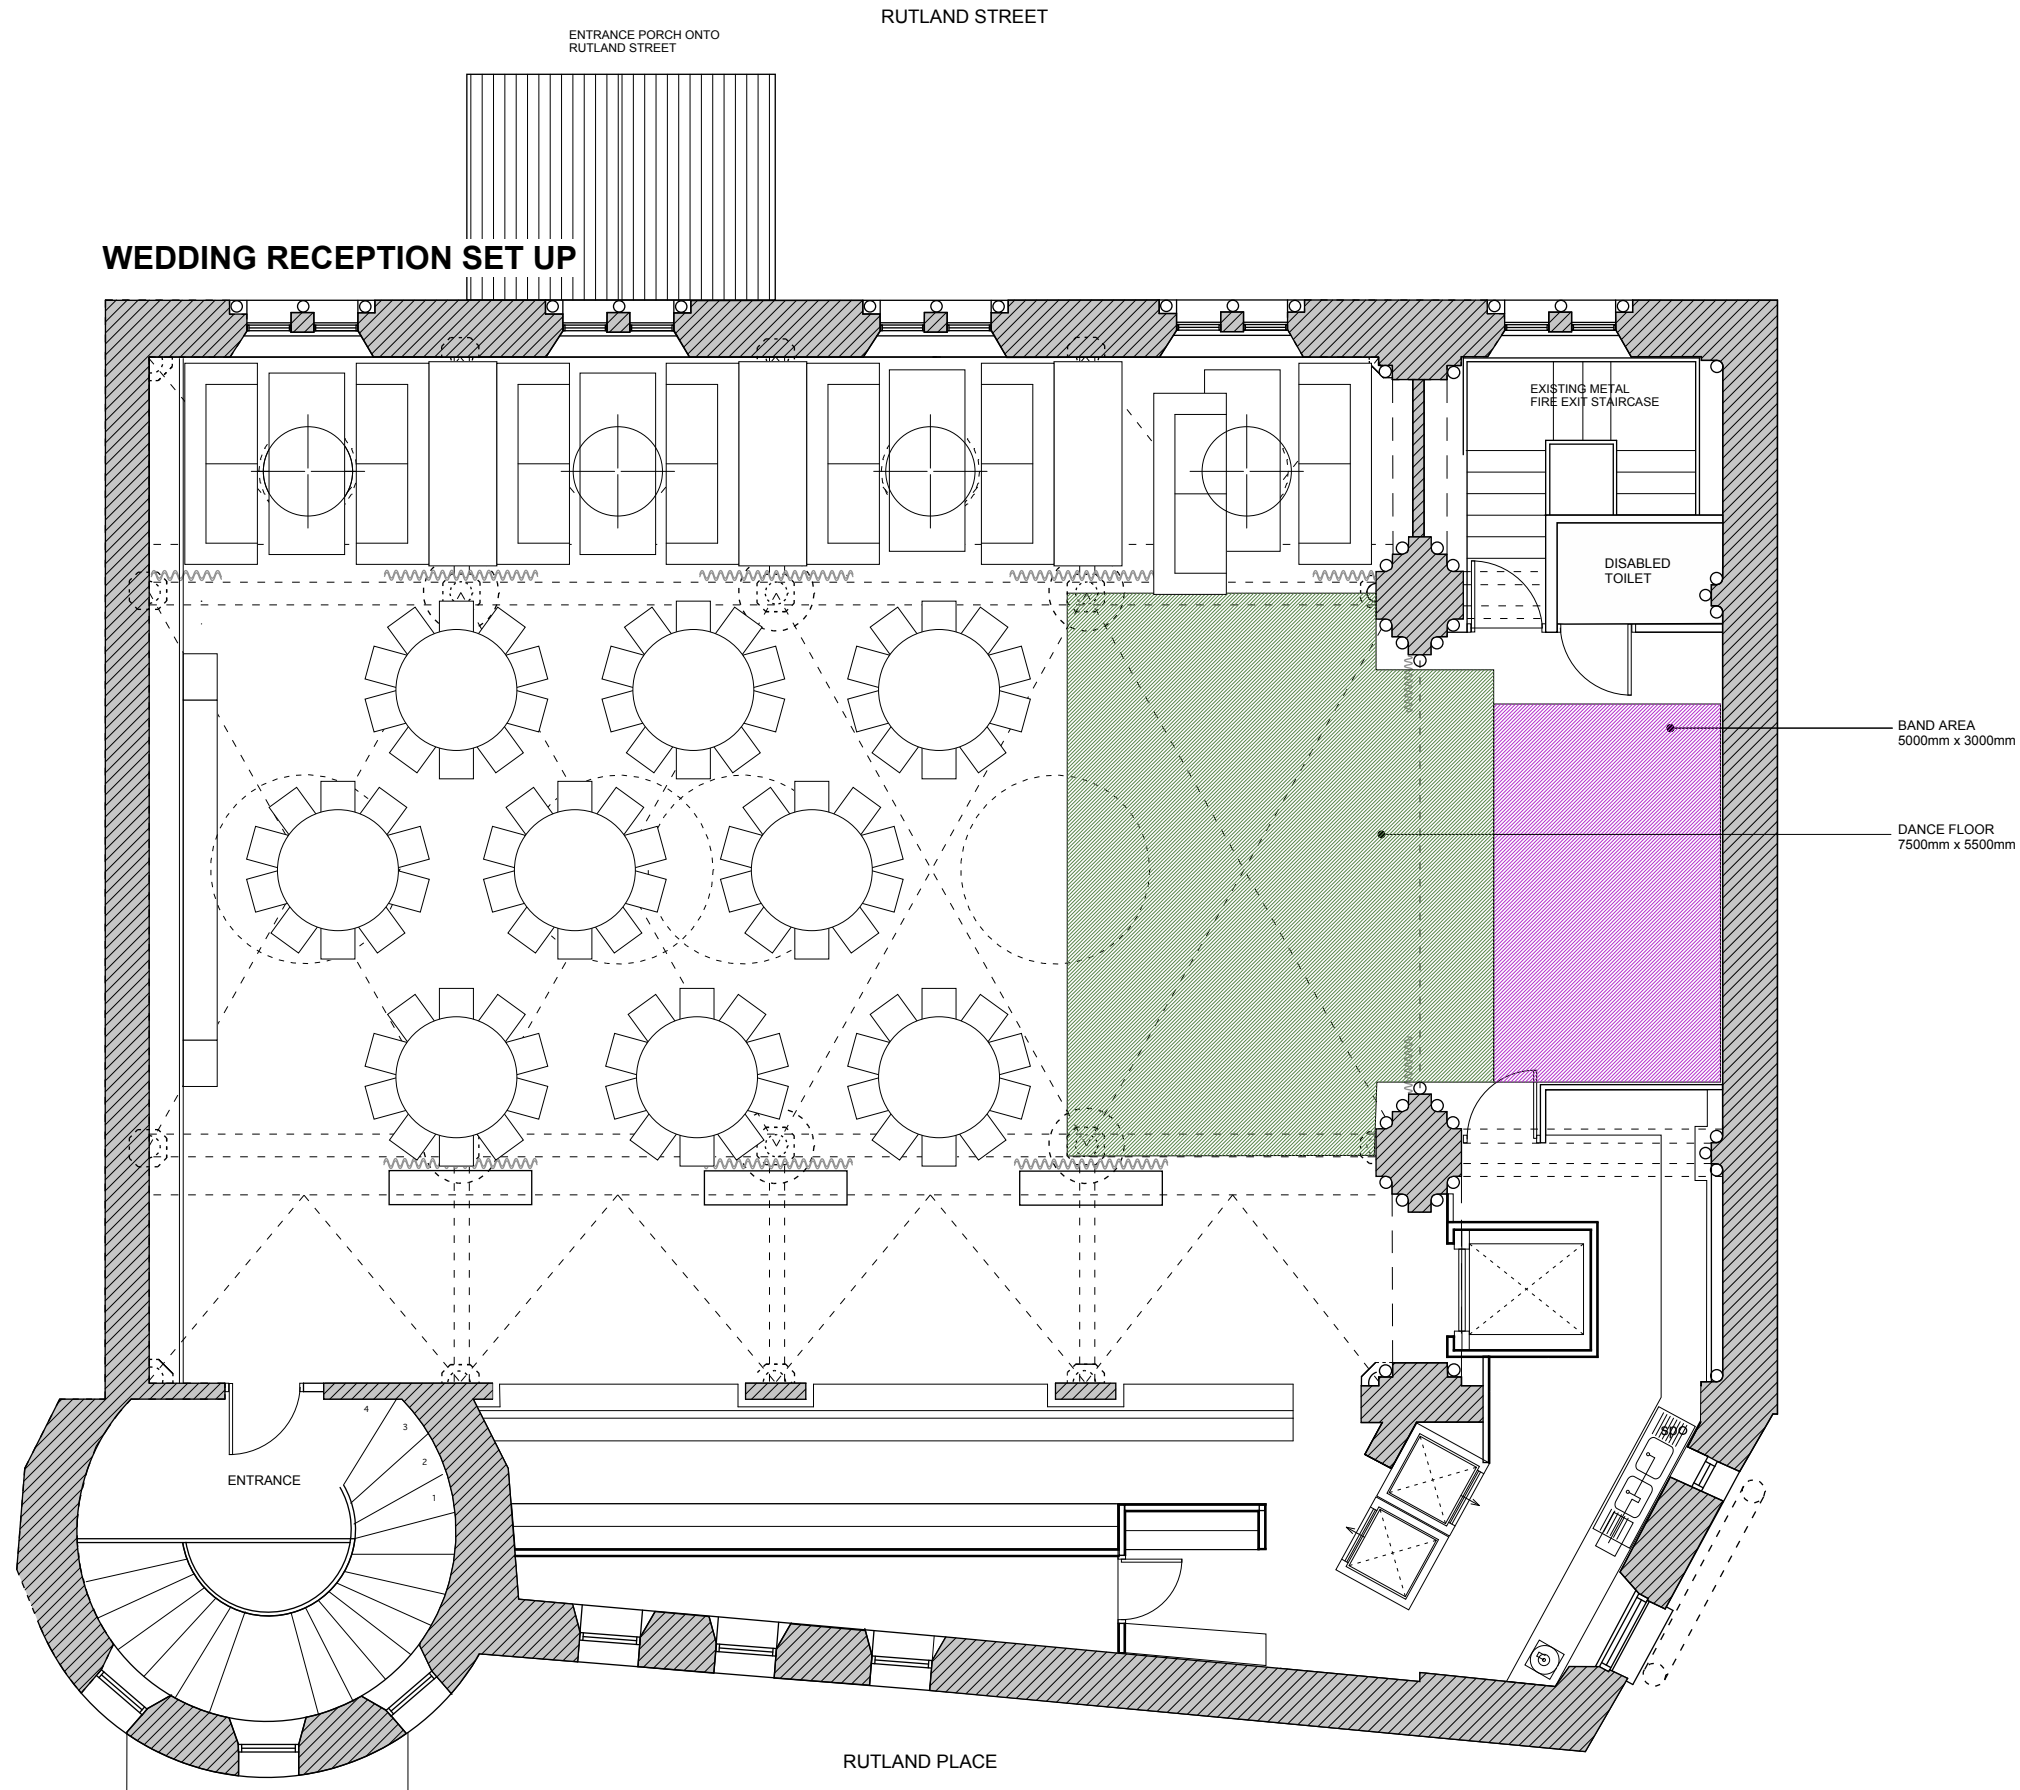 RUTLAND STREET
ENTRANCE PORCH ONTO
RUTLAND STREET
WEDDING RECEPTION SET UP
EXISTING METAL
FIRE EXIT STAIRCASE
DISABLED
TOILET
BAND AREA
5000mm x 3000mm
DANCE FLOOR
7500mm x 5500mm
4
3
2
1
ENTRANCE
spo
RUTLAND PLACE